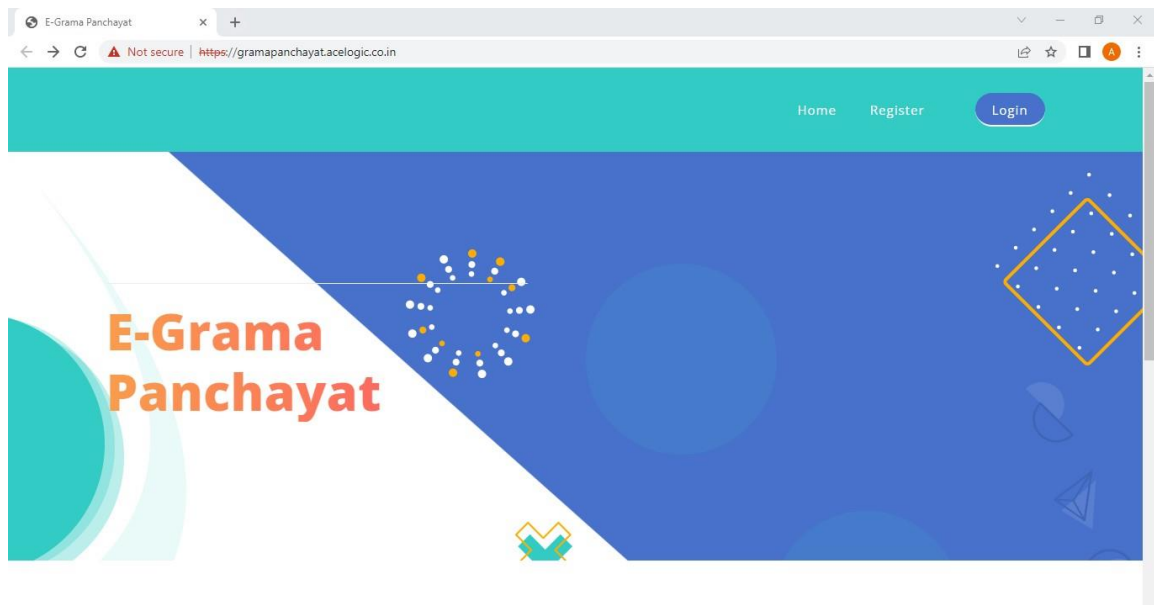 E-Grama Panchayat
Not secure | https://gramapanchayat.acelogic.co.in
A
Home Register Login
E-Grama
Panchayat